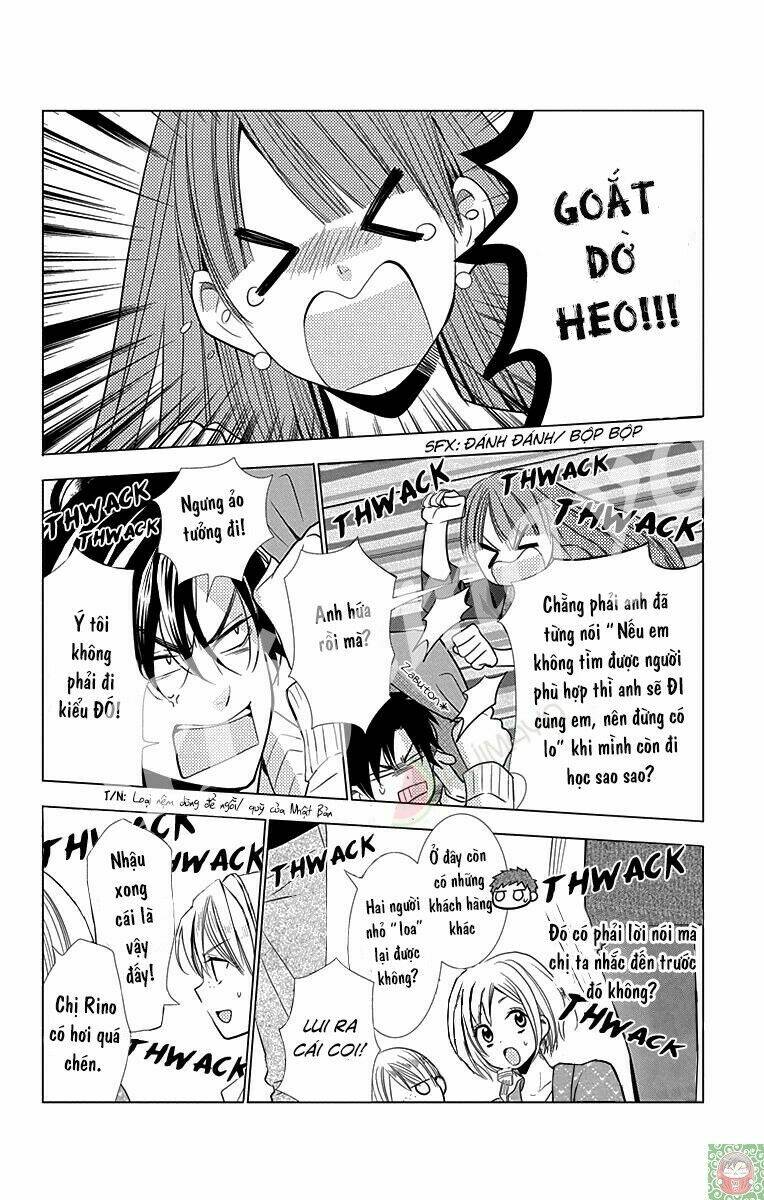 GOẮT
DỜ
HEO!!!
SFX: ĐÁNH ĐÁNH/ BỘP BỘP
THWACK
THWACK
THWACK
THWACK
THWACK
Chẳng phải anh đã
từng nói “Nếu em
không tìm được người
phù hợp thì anh sẽ ĐI
cùng em, nên đừng có
lo” khi mình còn đi
học sao sao?
Anh hứa
rồi mà?
Zabuton*
THWACK
THWACK
Ngưng ảo
tưởng đi!
Ý tôi
không
phải đi
kiểu ĐÓ!
T/N: Loại nệm dùng để ngồi/ quỳ của Nhật Bản
THWACK
Đó có phải lời nói mà
chị ta nhắc đến trước
đó không?
THWACK
Ở đây còn
có những
khách hàng
khác
Hai người
nhỏ “loa”
lại được
không?
LUI RA
CÁI COI!
THWACK
THWACK
THWACK
Nhậu
xong
cái là
vậy
đấy!
Chị Rino
có hơi quá
chén.